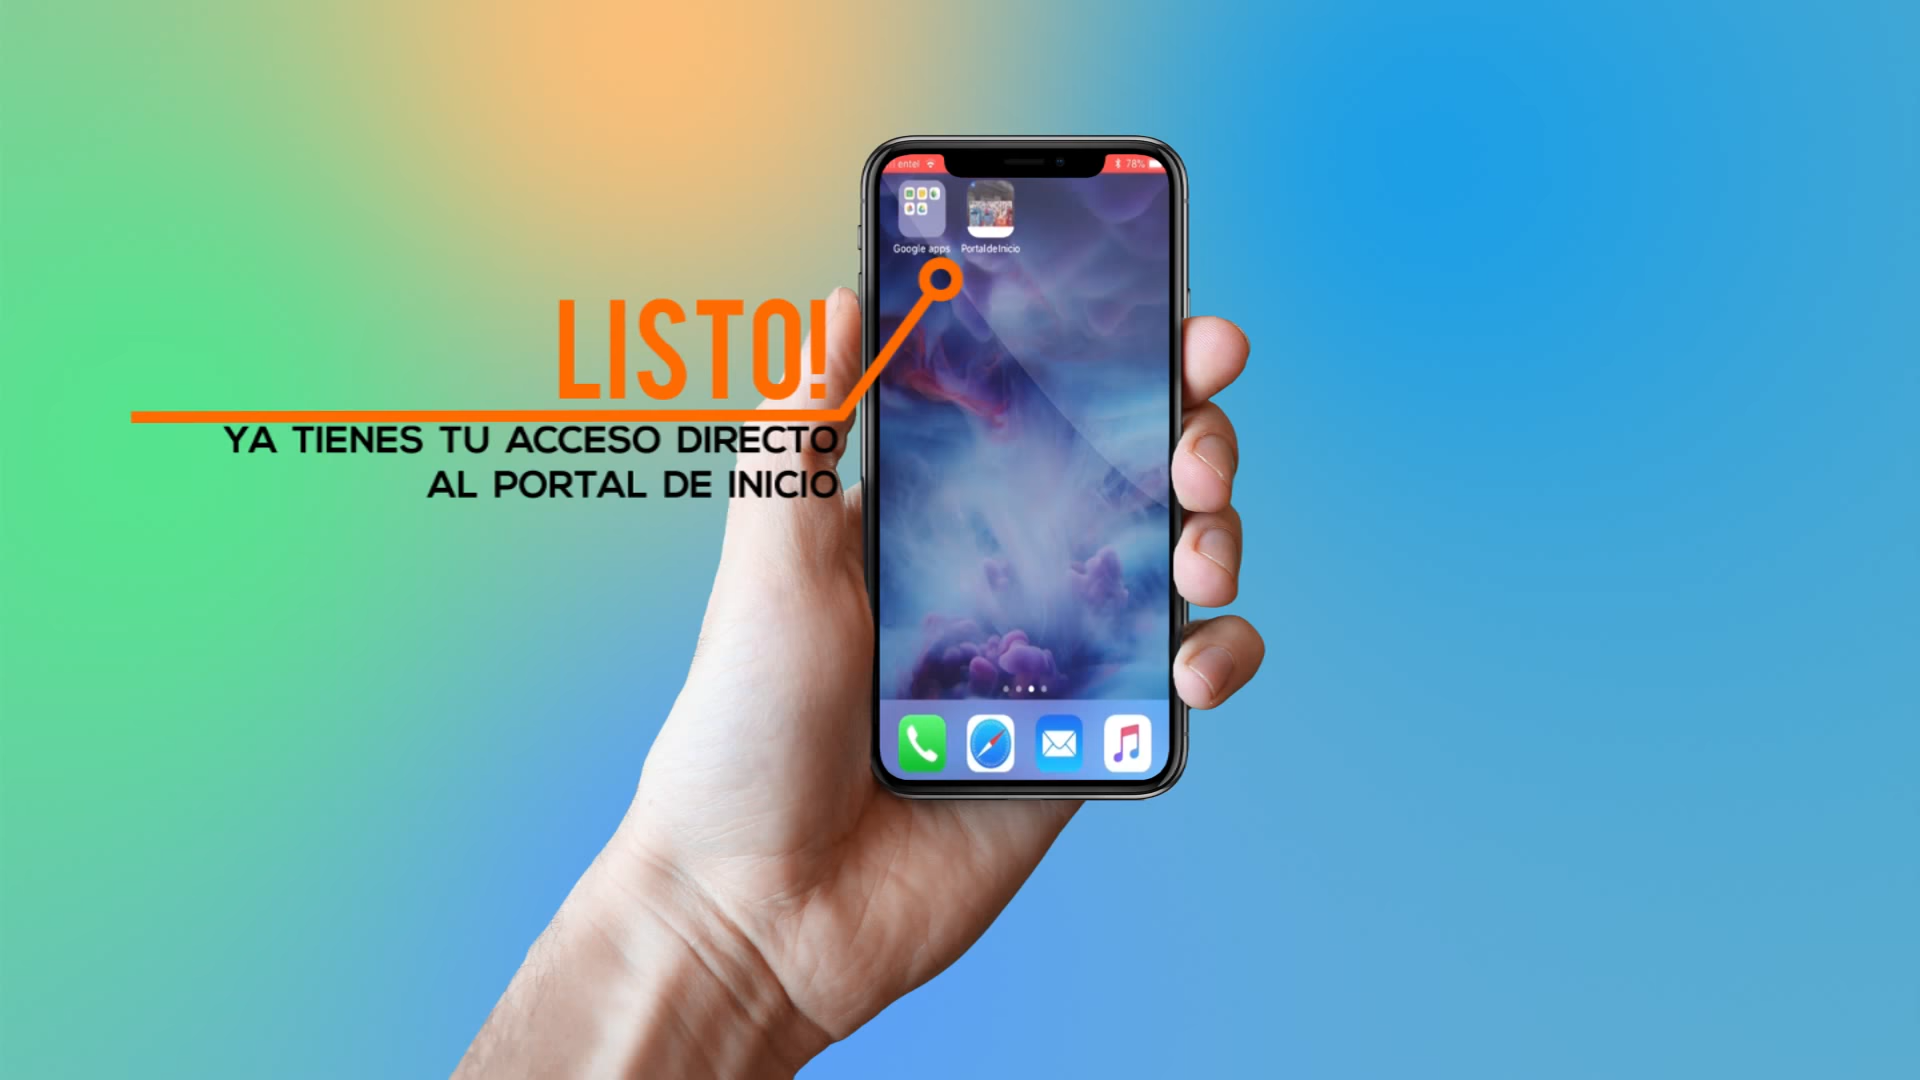 entel
78%
Google apps
PortaldeInicio
LISTO!
YA TIENES TU ACCESO DIRECTO
AL PORTAL DE INICIO